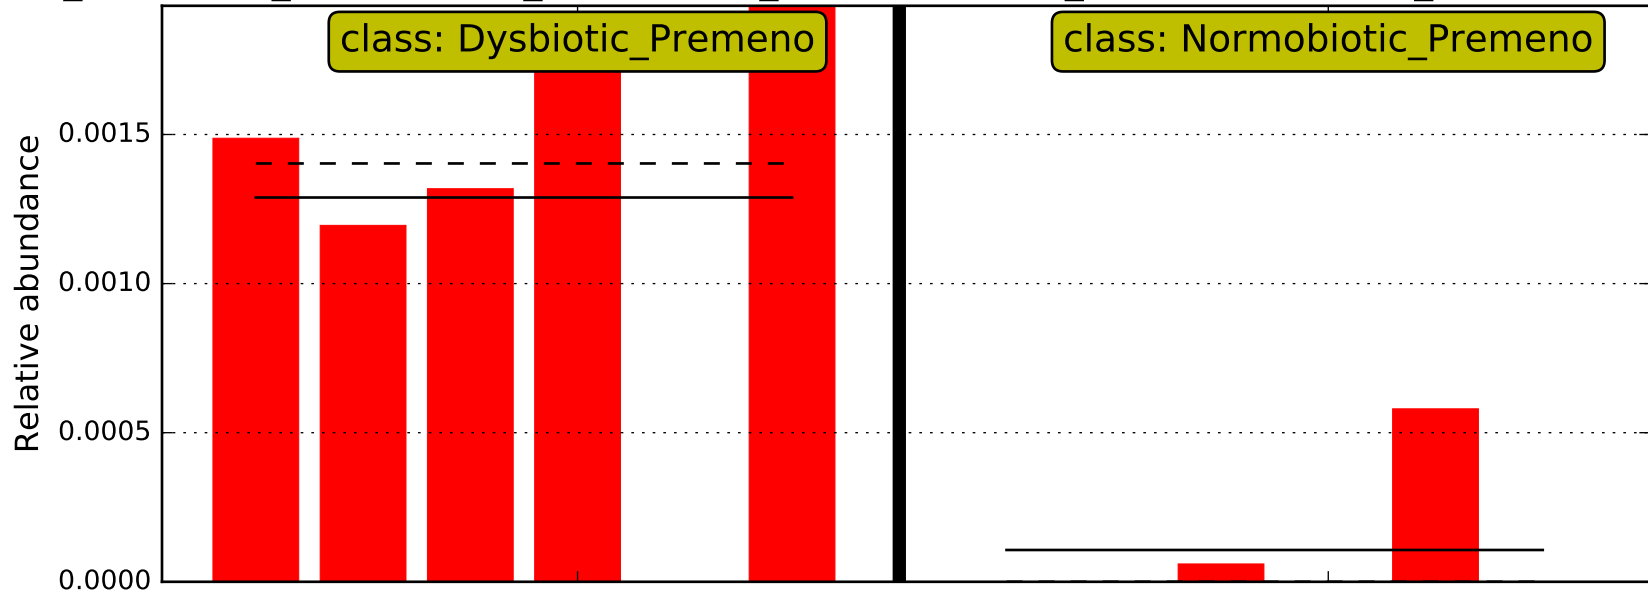 class: Dysbiotic_Premeno
class: Normobiotic_Premeno
Relative abundance
0.0015
0.0010
0.0005
0.0000